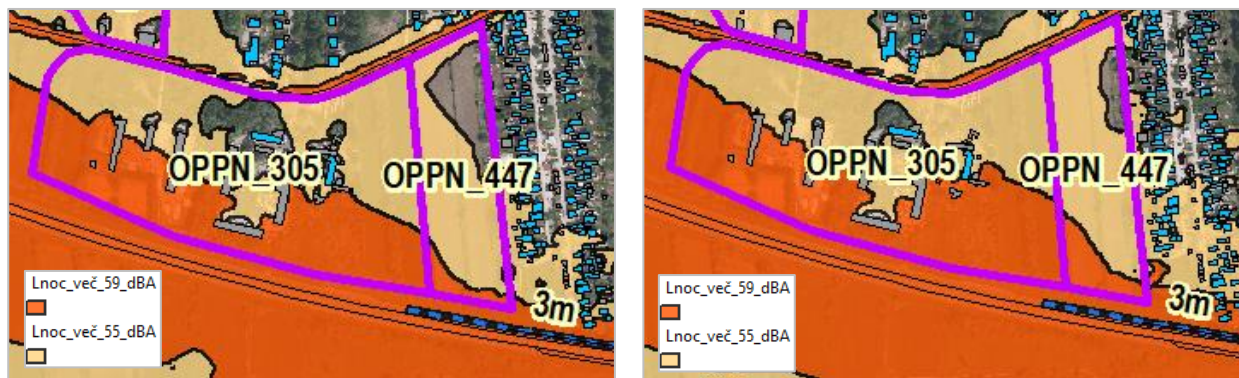 OPPN_305
OPPN_447
3m
Lnoc_več_59_dBA
Lnoc_več_55_dBA
OPPN_305
OPPN_447
3m
Lnoc_več_59_dBA
Lnoc_več_55_dBA